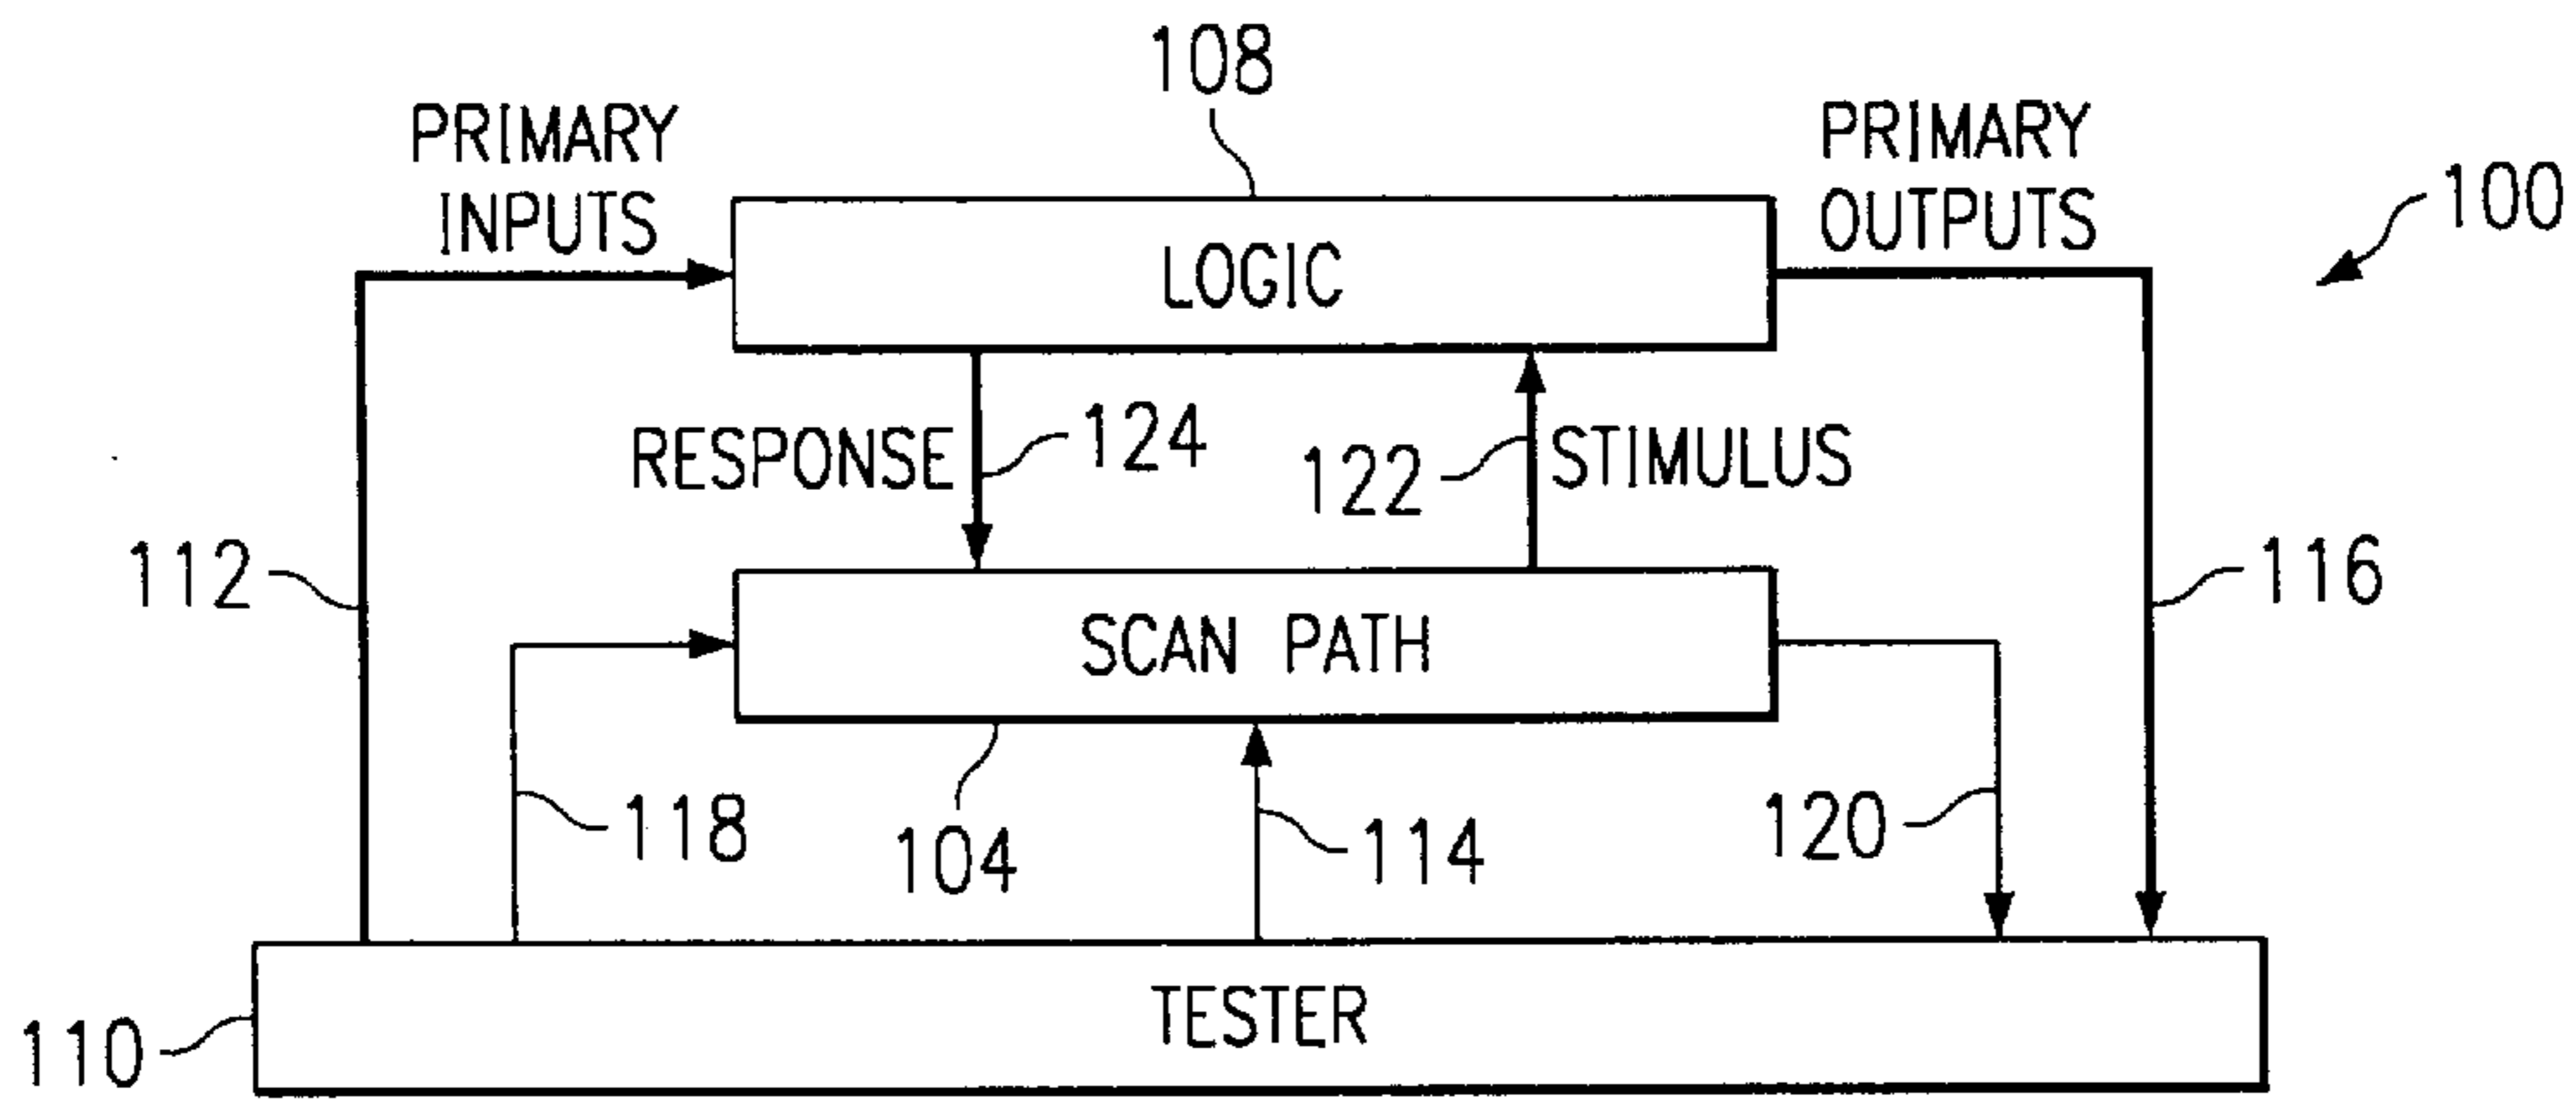 108
PRIMARY
INPUTS
PRIMARY
OUTPUTS
100
LOGIC
RESPONSE
124
122
STIMULUS
112
116
SCAN PATH
118
104
114
120
110
TESTER